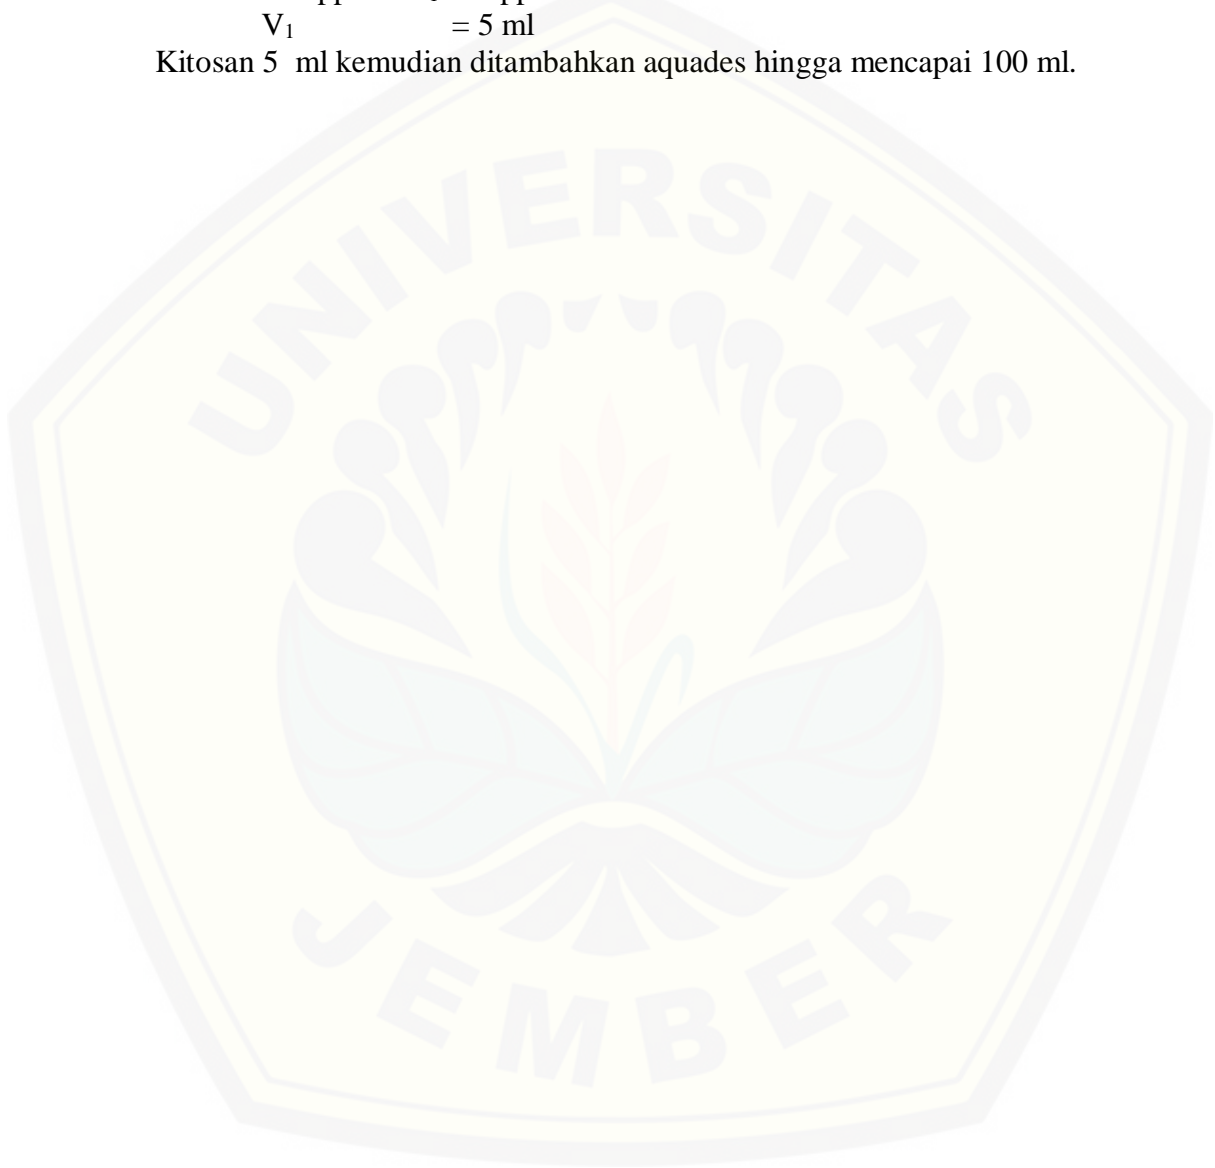 V₁ = 5 ml
Kitosan 5 ml kemudian ditambahkan aquades hingga mencapai 100 ml.
UNIVERSITAS
JEMBER